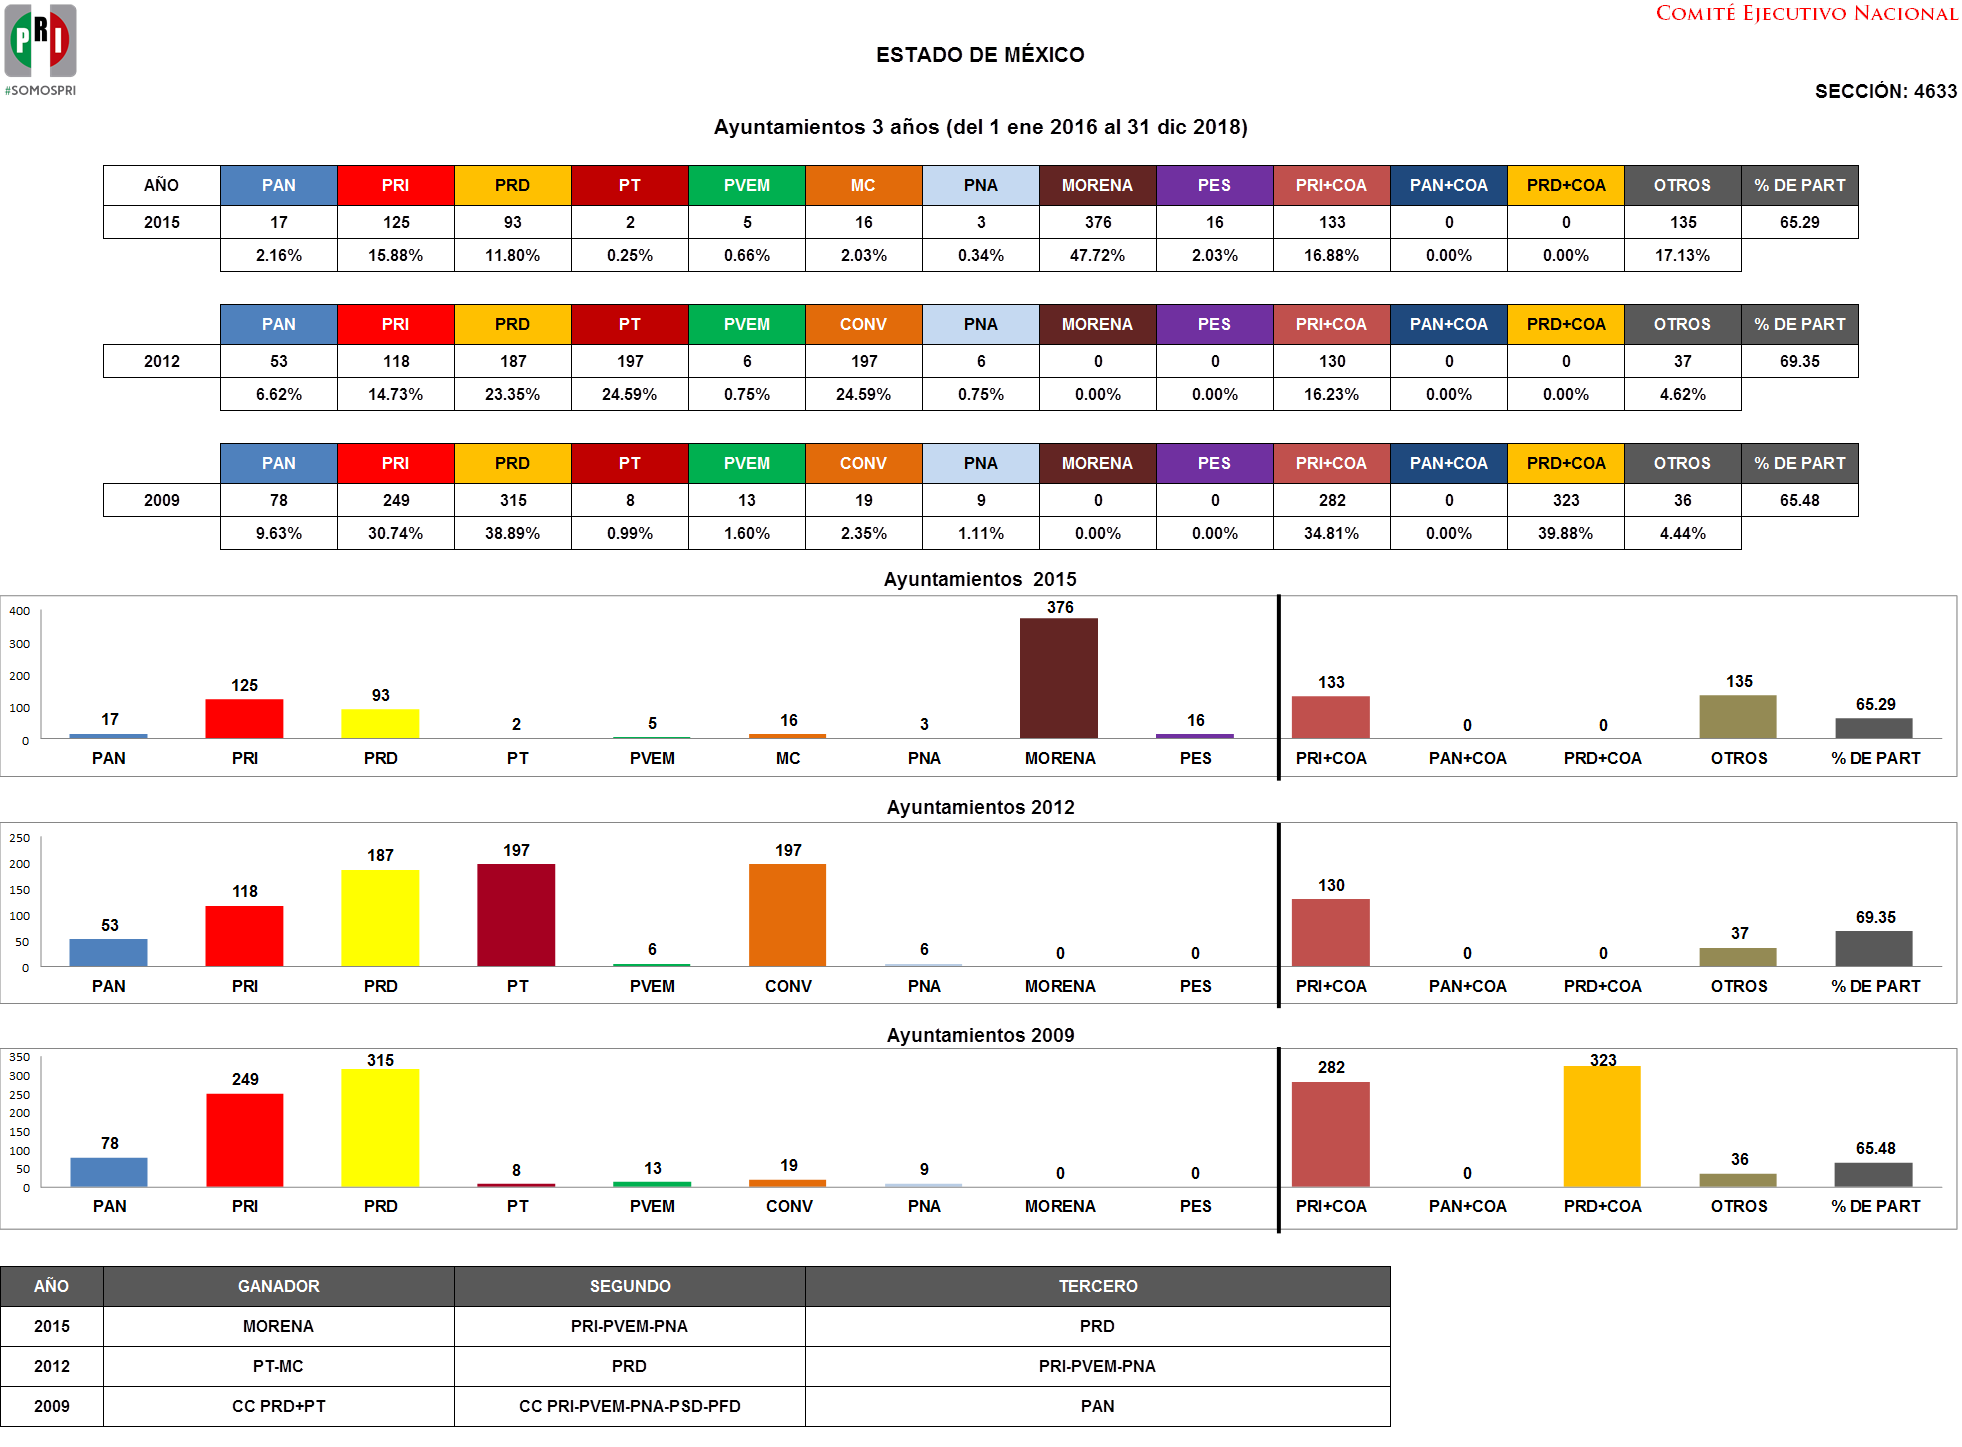 COMITÉ EJECUTIVO NACIONAL
PRI
#SOMOSPRI
ESTADO DE MÉXICO
SECCIÓN: 4633
Ayuntamientos 3 años (del 1 ene 2016 al 31 dic 2018)
AÑO PAN PRI PRD PT PVEM MC PNA MORENA PES PRI+COA PAN+COA PRD+COA OTROS % DE PART
2015 17 125 93 2 5 16 3 376 16 133 0 0 135 65.29
2.16% 15.88% 11.80% 0.25% 0.66% 2.03% 0.34% 47.72% 2.03% 16.88% 0.00% 0.00% 17.13%
PAN PRI PRD PT PVEM CONV PNA MORENA PES PRI+COA PAN+COA PRD+COA OTROS % DE PART
2012 53 118 187 197 6 197 6 0 0 130 0 0 37 69.35
6.62% 14.73% 23.35% 24.59% 0.75% 24.59% 0.75% 0.00% 0.00% 16.23% 0.00% 0.00% 4.62%
PAN PRI PRD PT PVEM CONV PNA MORENA PES PRI+COA PAN+COA PRD+COA OTROS % DE PART
2009 78 249 315 8 13 19 9 0 0 282 0 323 36 65.48
9.63% 30.74% 38.89% 0.99% 1.60% 2.35% 1.11% 0.00% 0.00% 34.81% 0.00% 39.88% 4.44%
Ayuntamientos 2015
400
300
200
100
0
17 125 93 2 5 16 3 376 16 133 0 0 135 65.29
PAN PRI PRD PT PVEM MC PNA MORENA PES PRI+COA PAN+COA PRD+COA OTROS % DE PART
Ayuntamientos 2012
250
200
150
100
50
0
53 118 187 197 6 197 6 0 0 130 0 0 37 69.35
PAN PRI PRD PT PVEM CONV PNA MORENA PES PRI+COA PAN+COA PRD+COA OTROS % DE PART
Ayuntamientos 2009
350
300
250
200
150
100
50
0
78 249 315 8 13 19 9 0 0 282 0 323 36 65.48
PAN PRI PRD PT PVEM CONV PNA MORENA PES PRI+COA PAN+COA PRD+COA OTROS % DE PART
AÑO GANADOR SEGUNDO TERCERO
2015 MORENA PRI-PVEM-PNA PRD
2012 PT-MC PRD PRI-PVEM-PNA
2009 CC PRD+PT CC PRI-PVEM-PNA-PSD-PFD PAN